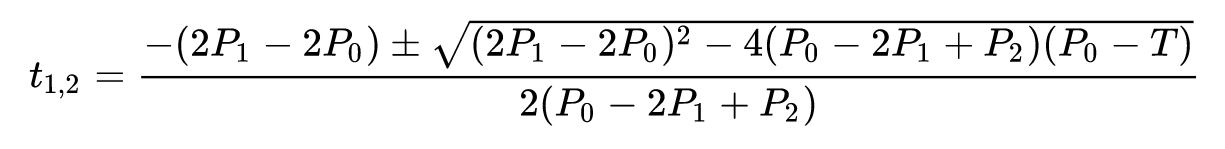 t_{1,2} = \frac{-(2P_1 - 2P_0) \pm \sqrt{(2P_1 - 2P_0)^2 - 4(P_0 - 2P_1 + P_2)(P_0 - T)}}{2(P_0 - 2P_1 + P_2)}